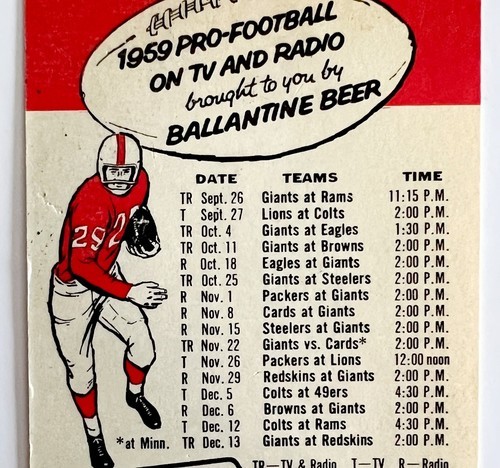 1959 PRO-FOOTBALL
ON TV AND RADIO
brought to you by
BALLANTINE BEER
292
DATE TEAMS TIME
TR Sept. 26 Giants at Rams 11:15 P.M.
T Sept. 27 Lions at Colts 2:00 P.M.
TR Oct. 4 Giants at Eagles 1:30 P.M.
TR Oct. 11 Giants at Browns 2:00 P.M.
R Oct. 18 Eagles at Giants 2:00 P.M.
TR Oct. 25 Giants at Steelers 2:00 P.M.
R Nov. 1 Packers at Giants 2:00 P.M.
R Nov. 8 Cards at Giants 2:00 P.M.
R Nov. 15 Steelers at Giants 2:00 P.M.
TR Nov. 22 Giants vs. Cards* 2:00 P.M.
T Nov. 26 Packers at Lions 12:00 noon
R Nov. 29 Redskins at Giants 2:00 P.M.
T Dec. 5 Colts at 49ers 4:30 P.M.
R Dec. 6 Browns at Giants 2:00 P.M.
T Dec. 12 Colts at Rams 4:30 P.M.
*at Minn. TR Dec. 13 Giants at Redskins 2:00 P.M.
TR—TV & Radio T—TV R—Radio